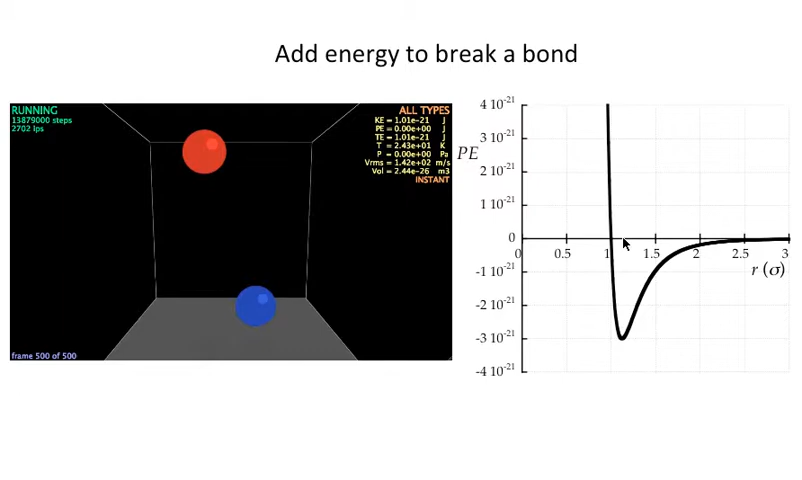 Add energy to break a bond
RUNNING
13879000 steps
2702 lps
ALL TYPES
KE = 1.01e-21 J
PE = 0.00e+00 J
TE = 1.01e-21 J
T = 2.43e+01 K
P = 0.00e+00 Pa
Vrms = 1.42e+02 m/s
Vol = 2.44e-26 m3
INSTANT
frame 500 of 500
PE
4 10⁻²¹
3 10⁻²¹
2 10⁻²¹
1 10⁻²¹
0
-1 10⁻²¹
-2 10⁻²¹
-3 10⁻²¹
-4 10⁻²¹
0 0.5 1 1.5 2 2.5 3
r (σ)